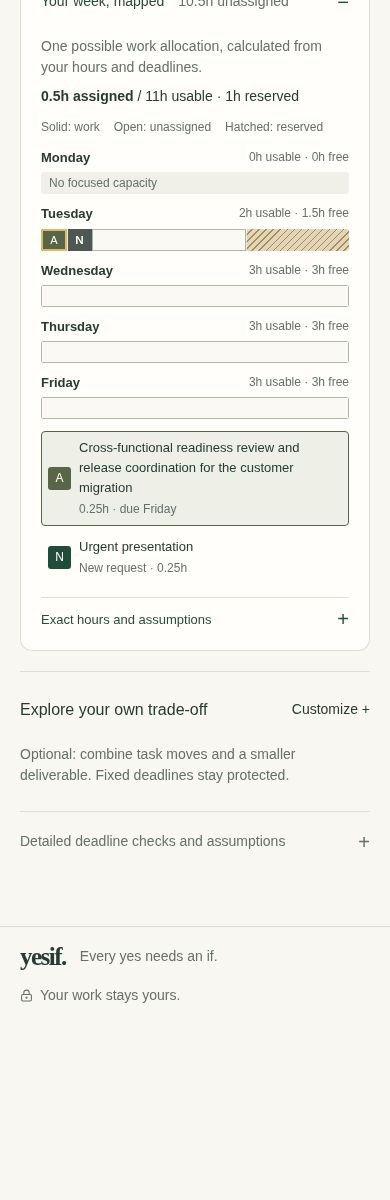 Your week, mapped 10.5h unassigned −
One possible work allocation, calculated from
your hours and deadlines.
0.5h assigned / 11h usable · 1h reserved
Solid: work Open: unassigned Hatched: reserved
Monday 0h usable · 0h free
No focused capacity
Tuesday 2h usable · 1.5h free
A N
Wednesday 3h usable · 3h free
Thursday 3h usable · 3h free
Friday 3h usable · 3h free
Cross-functional readiness review and
release coordination for the customer
A
migration
0.25h · due Friday
Urgent presentation
N
New request · 0.25h
Exact hours and assumptions +
Explore your own trade-off Customize +
Optional: combine task moves and a smaller
deliverable. Fixed deadlines stay protected.
Detailed deadline checks and assumptions +
yesif. Every yes needs an if.
Your work stays yours.